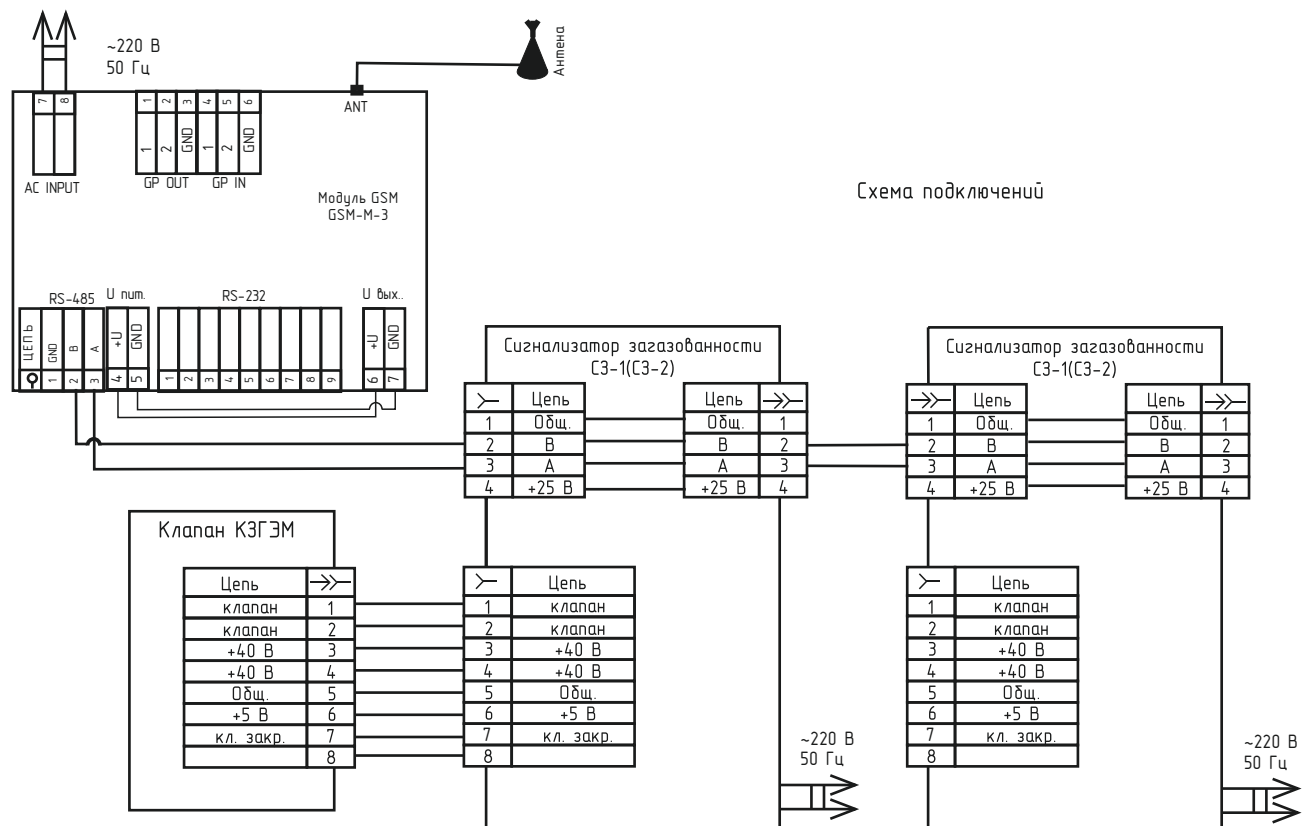 ~220 В
50 Гц
Антена
7 8
1 2 3 4 5 6
ANT
1 2 GND 1 2 GND
AC INPUT
GP OUT GP IN
Модуль GSM
GSM-M-3
Схема подключений
RS-485 U пит. RS-232 U вых..
ЦЕПЬ GND B A +U GND +U GND
1 2 3 4 5 1 2 3 4 5 6 7 8 9 6 7
Сигнализатор загазованности
СЗ-1(СЗ-2)
Цепь Цепь
1 Общ. Общ. 1
2 B B 2
3 A A 3
4 +25 В +25 В 4
Сигнализатор загазованности
СЗ-1(СЗ-2)
Цепь Цепь
1 Общ. Общ. 1
2 B B 2
3 A A 3
4 +25 В +25 В 4
Клапан КЗГЭМ
Цепь
клапан 1
клапан 2
+40 В 3
+40 В 4
Общ. 5
+5 В 6
кл. закр. 7
8
Цепь
1 клапан
2 клапан
3 +40 В
4 +40 В
5 Общ.
6 +5 В
7 кл. закр.
8
~220 В
50 Гц
Цепь
1 клапан
2 клапан
3 +40 В
4 +40 В
5 Общ.
6 +5 В
7 кл. закр.
8
~220 В
50 Гц